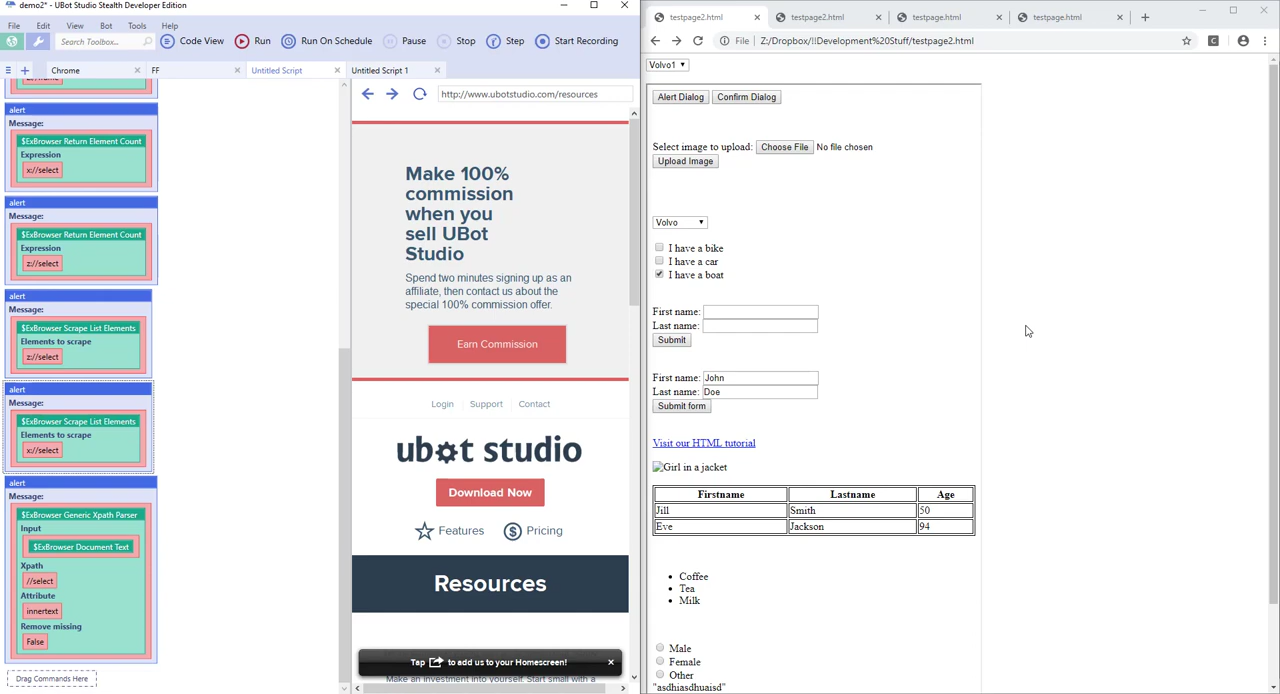 demo2* - UBot Studio Stealth Developer Edition
File Edit View Bot Tools Help
Search Toolbox...
Code View Run Run On Schedule Pause Stop Step Start Recording
Chrome FF Untitled Script Untitled Script 1
alert
Message:
$ExBrowser Return Element Count
Expression
x://select
alert
Message:
$ExBrowser Return Element Count
Expression
z://select
alert
Message:
$ExBrowser Scrape List Elements
Elements to scrape
z://select
alert
Message:
$ExBrowser Scrape List Elements
Elements to scrape
x://select
alert
Message:
$ExBrowser Generic Xpath Parser
Input
$ExBrowser Document Text
Xpath
//select
Attribute
innertext
Remove missing
False
Drag Commands Here
http://www.ubotstudio.com/resources
Make 100%
commission
when you
sell UBot
Studio
Spend two minutes signing up as an
affiliate, then contact us about the
special 100% commission offer.
Earn Commission
Login Support Contact
ubot studio
Download Now
Features Pricing
Resources
Tap to add us to your Homescreen!
Make an investment into yourself. Start small with a
testpage2.html testpage2.html testpage.html testpage.html
File Z:/Dropbox/!!Development%20Stuff/testpage2.html
Volvo1
Alert Dialog Confirm Dialog
Select image to upload: Choose File No file chosen
Upload Image
Volvo
I have a bike
I have a car
I have a boat
First name:
Last name:
Submit
First name: John
Last name: Doe
Submit form
Visit our HTML tutorial
Girl in a jacket
Firstname Lastname Age
Jill Smith 50
Eve Jackson 94
Coffee
Tea
Milk
Male
Female
Other
"asdhiasdhuaisd"